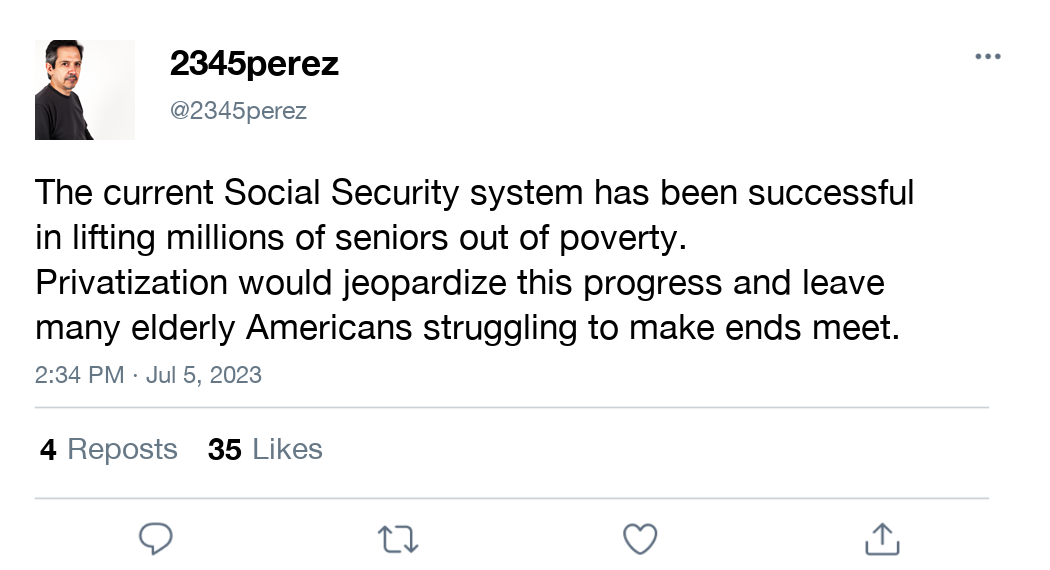 2345perez
@2345perez
The current Social Security system has been successful
in lifting millions of seniors out of poverty.
Privatization would jeopardize this progress and leave
many elderly Americans struggling to make ends meet.
2:34 PM · Jul 5, 2023
4 Reposts 35 Likes